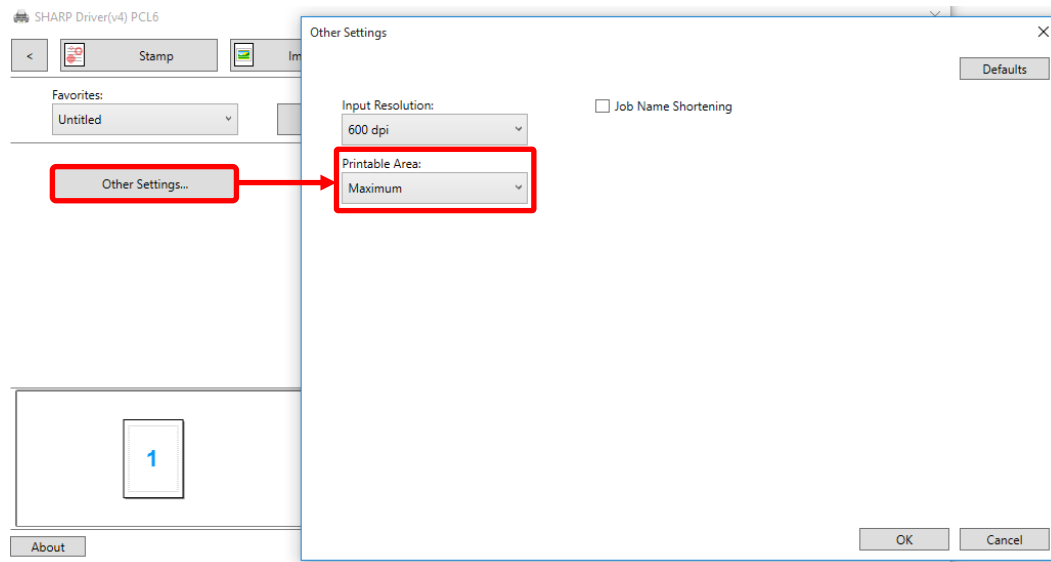 SHARP Driver(v4) PCL6
<
Stamp
Im
Favorites:
Untitled
Other Settings...
1
About
Other Settings
Defaults
Input Resolution:
600 dpi
Job Name Shortening
Printable Area:
Maximum
OK
Cancel